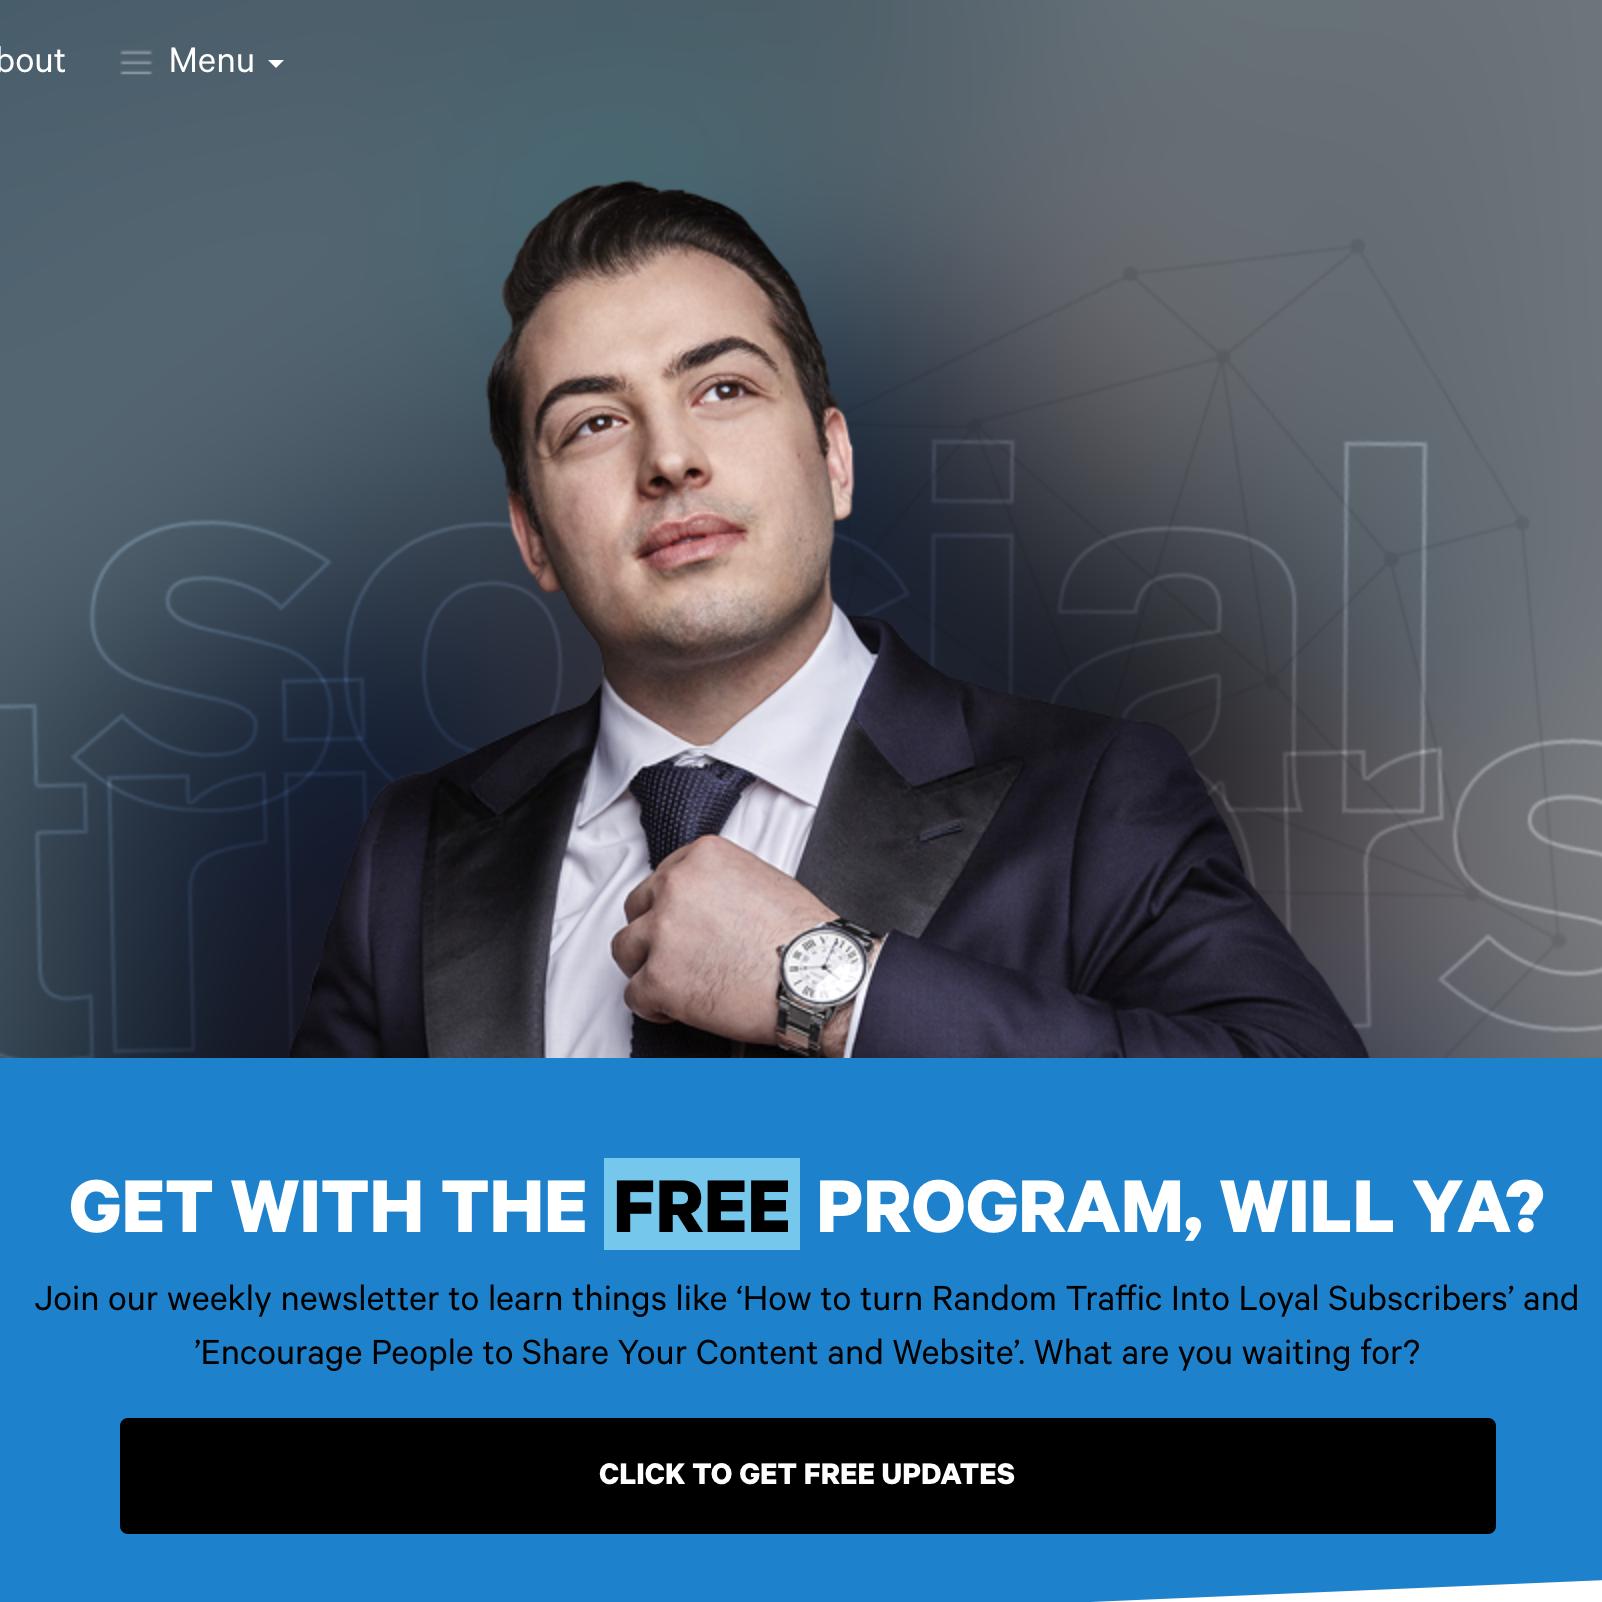 bout Menu
social
GET WITH THE FREE PROGRAM, WILL YA?
Join our weekly newsletter to learn things like ‘How to turn Random Traffic Into Loyal Subscribers’ and
’Encourage People to Share Your Content and Website’. What are you waiting for?
CLICK TO GET FREE UPDATES